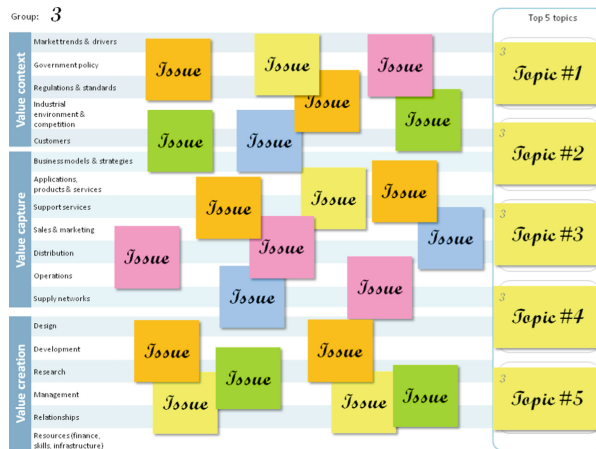 Group: 3
Top 5 topics
Value context
Market trends & drivers
Government policy
Regulations & standards
Industrial
environment &
competition
Customers
Issue
Issue
Issue
Issue
Issue
Issue
Issue
Value capture
Business models & strategies
Applications,
products & services
Support services
Sales & marketing
Distribution
Operations
Supply networks
Issue
Issue
Issue
Issue
Issue
Issue
Issue
Issue
Value creation
Design
Development
Research
Management
Relationships
Resources (finance,
skills, infrastructure)
Issue
Issue
Issue
Issue
Issue
Issue
3
Topic #1
3
Topic #2
3
Topic #3
3
Topic #4
3
Topic #5